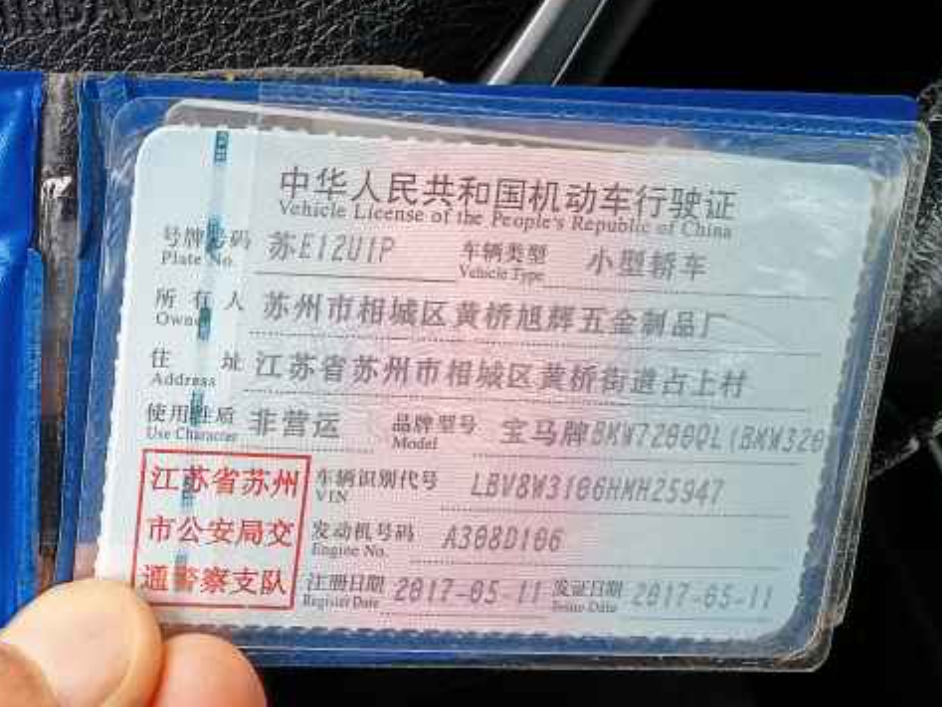 中华人民共和国机动车行驶证
Vehicle License of the People's Republic of China
号牌号码 苏E12U1P 车辆类型 小型轿车
Plate No. Vehicle Type
所有人 苏州市相城区黄桥旭辉五金制品厂
Owner
住址 江苏省苏州市相城区黄桥街道占上村
Address
使用性质 非营运 品牌型号 宝马牌BMW7200QL(BMW320
Use Character Model
江苏省苏州 车辆识别代号 LBV8W3106HMH25947
VIN
市公安局交 发动机号码 A308D106
Engine No.
通警察支队 注册日期 2017-05-11 发证日期 2017-05-11
Register Date Issue Date